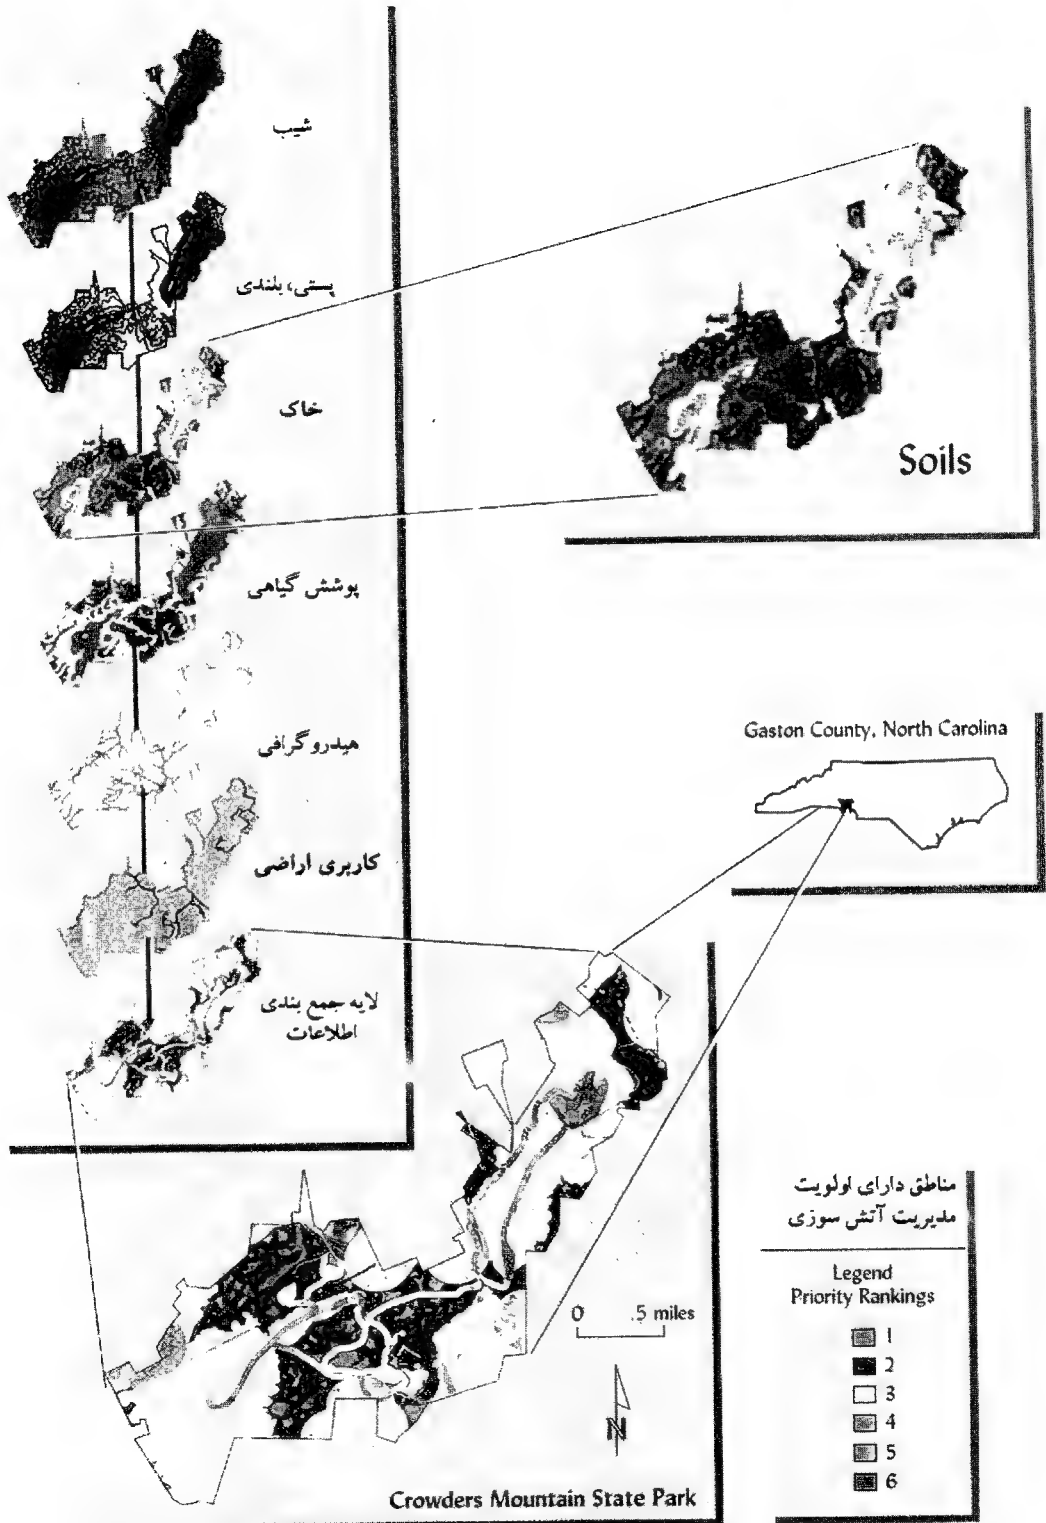 شیب
پستی، بلندی
خاک
پوشش گیاهی
هیدروگرافی
کاربری اراضی
لایه جمع بندی
اطلاعات
Soils
Gaston County, North Carolina
مناطق دارای اولویت
مدیریت آتش سوزی
Legend
Priority Rankings
1
2
3
4
5
6
0 .5 miles
N
Crowders Mountain State Park